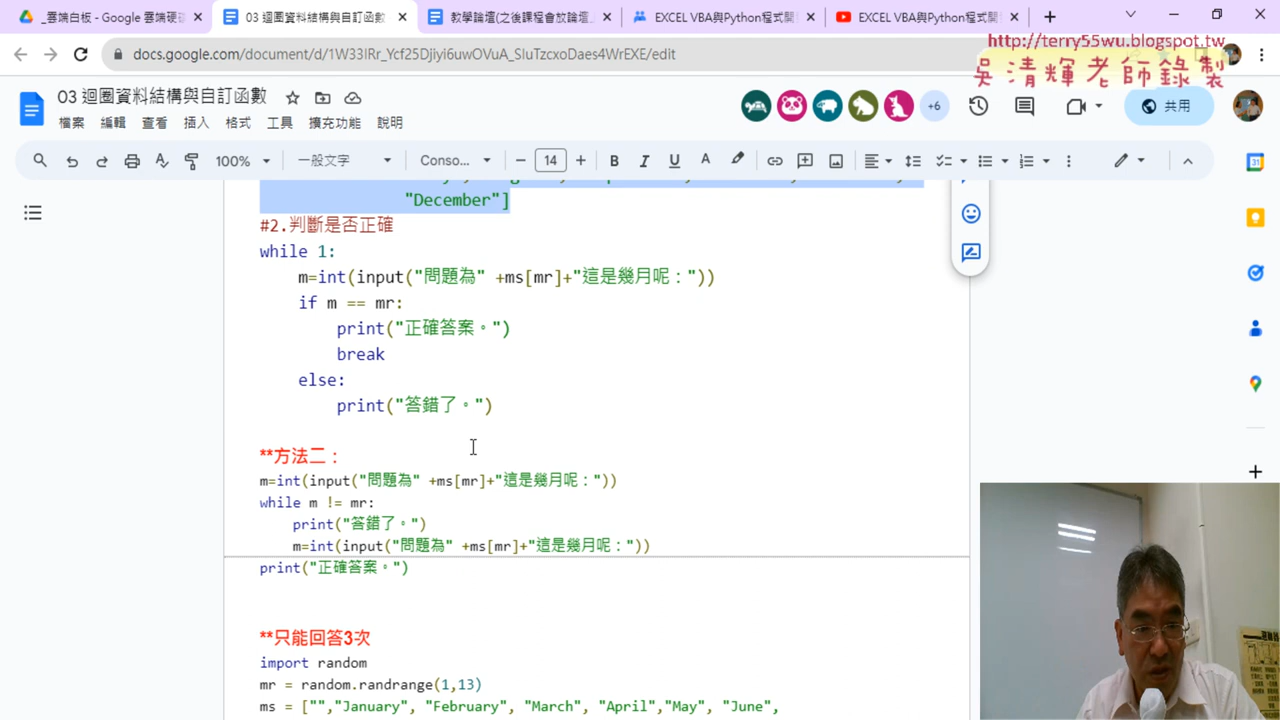 _雲端白板 - Google 雲端硬碟
03 迴圈資料結構與自訂函數
教學論壇(之後課程會放論壇上
EXCEL VBA與Python程式開
EXCEL VBA與Python程式開
docs.google.com/document/d/1W33IRr_Ycf25Djiyi6uvOVuA_SluTzcxoDaes4WrEXE/edit
http://terry55wu.blogspot.tw
吳清輝老師錄製
03 迴圈資料結構與自訂函數
+6
共用
檔案 編輯 查看 插入 格式 工具 擴充功能 說明
100% 一般文字 Conso... 14 B I U A
"December"]
#2.判斷是否正確
while 1:
m=int(input("問題為" +ms[mr]+"這是幾月呢："))
if m == mr:
print("正確答案。")
break
else:
print("答錯了。")
**方法二：
m=int(input("問題為" +ms[mr]+"這是幾月呢："))
while m != mr:
print("答錯了。")
m=int(input("問題為" +ms[mr]+"這是幾月呢："))
print("正確答案。")
**只能回答3次
import random
mr = random.randrange(1,13)
ms = ["","January", "February", "March", "April","May", "June",